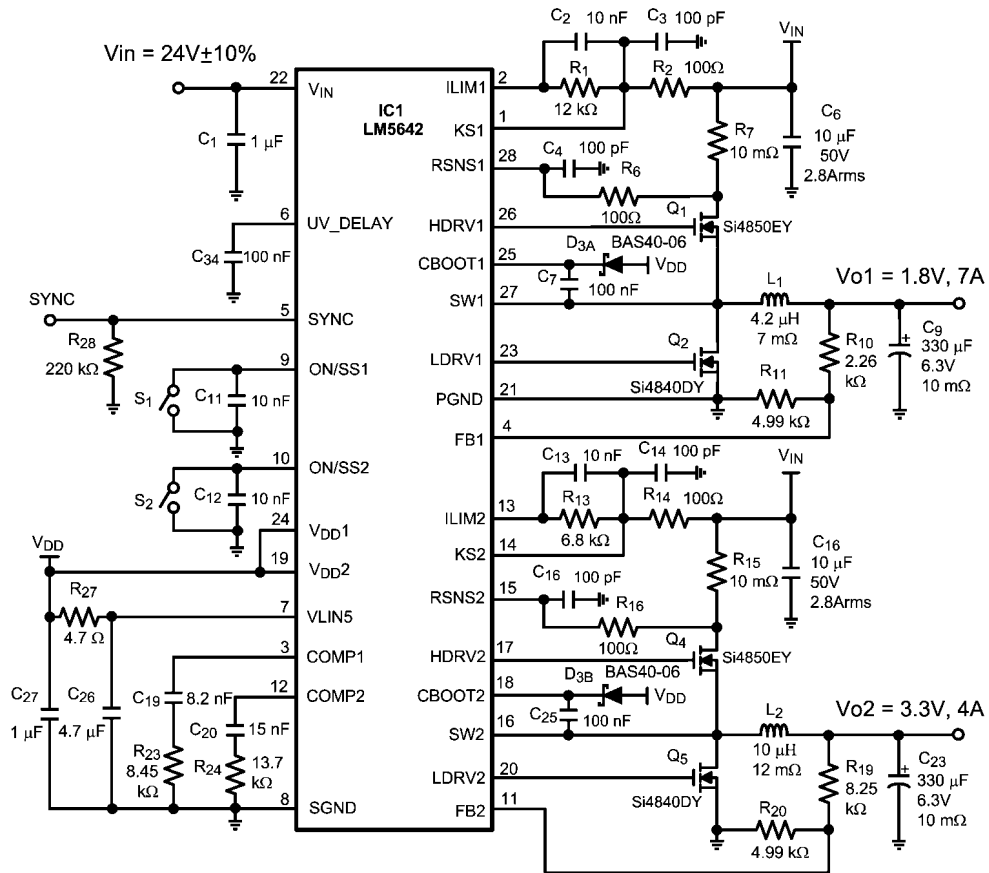 Vin = 24V±10%
22
VIN
C1
1 µF
6
UV_DELAY
C34
100 nF
SYNC
5
SYNC
R28
220 kΩ
9
ON/SS1
S1
C11
10 nF
10
ON/SS2
S2
C12
10 nF
24
VDD1
VDD
19
VDD2
R27
4.7 Ω
7
VLIN5
3
COMP1
12
COMP2
C27
1 µF
C26
4.7 µF
C19
8.2 nF
C20
15 nF
R23
8.45
kΩ
R24
13.7
kΩ
8
SGND
IC1
LM5642
ILIM1
2
KS1
1
RSNS1
28
HDRV1
26
CBOOT1
25
SW1
27
LDRV1
23
PGND
21
FB1
4
ILIM2
13
KS2
14
RSNS2
15
HDRV2
17
CBOOT2
18
SW2
16
LDRV2
20
FB2
11
C2
10 nF
C3
100 pF
R1
12 kΩ
R2
100Ω
VIN
R7
10 mΩ
C6
10 µF
50V
2.8Arms
C4
100 pF
R6
100Ω
Q1
Si4850EY
D3A
BAS40-06
VDD
C7
100 nF
L1
4.2 µH
7 mΩ
Vo1 = 1.8V, 7A
Q2
Si4840DY
R10
2.26
kΩ
R11
4.99 kΩ
C9
+
330 µF
6.3V
10 mΩ
C13
10 nF
C14
100 pF
R13
6.8 kΩ
R14
100Ω
VIN
R15
10 mΩ
C16
10 µF
50V
2.8Arms
C16
100 pF
R16
100Ω
Q4
Si4850EY
D3B
BAS40-06
VDD
C25
100 nF
L2
10 µH
12 mΩ
Vo2 = 3.3V, 4A
Q5
Si4840DY
R19
8.25
kΩ
R20
4.99 kΩ
C23
+
330 µF
6.3V
10 mΩ